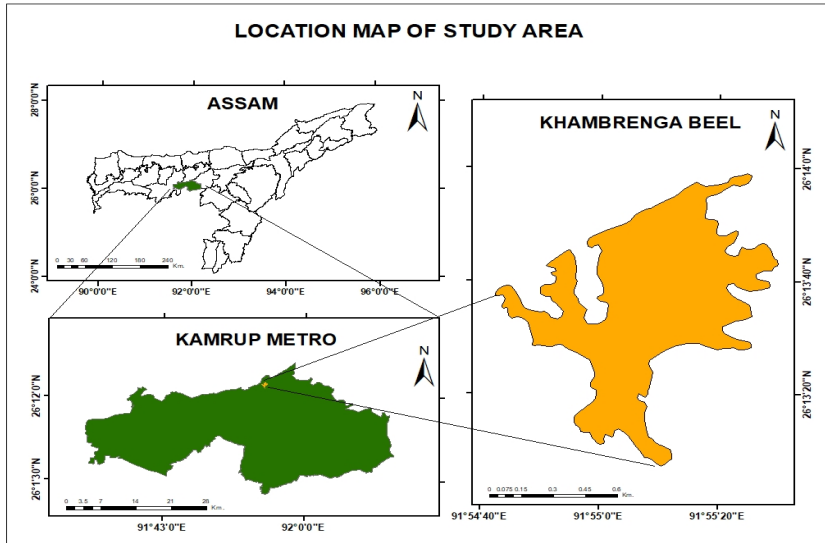 LOCATION MAP OF STUDY AREA
ASSAM
N
28°0'0"N
26°0'0"N
24°0'0"N
0 30 60 120 180 240
Km.
90°0'0"E 92°0'0"E 94°0'0"E 96°0'0"E
KAMRUP METRO
N
26°12'0"N
26°1'30"N
0 3.5 7 14 21 28
Km.
91°43'0"E 92°0'0"E
KHAMBRENGA BEEL
N
26°14'0"N
26°13'40"N
26°13'20"N
0 0.075 0.15 0.3 0.45 0.6
Km.
91°54'40"E 91°55'0"E 91°55'20"E